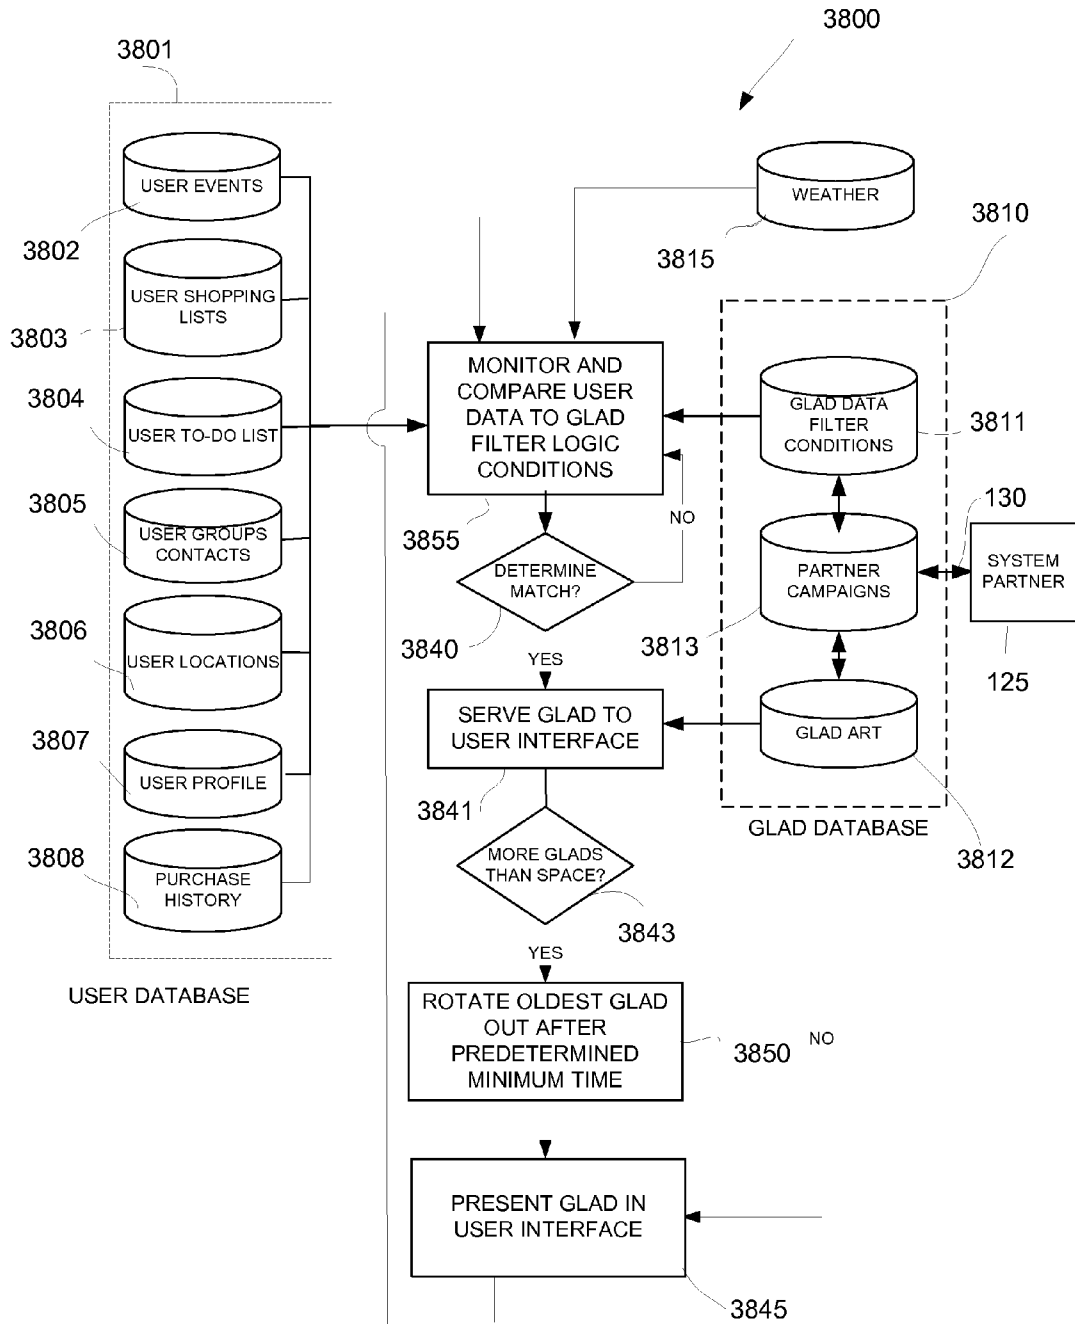 3800
3801
USER EVENTS
3802
USER SHOPPING
LISTS
3803
3804
USER TO-DO LIST
3805
USER GROUPS
CONTACTS
3806
USER LOCATIONS
3807
USER PROFILE
3808
PURCHASE
HISTORY
USER DATABASE
WEATHER
3815
3810
MONITOR AND
COMPARE USER
DATA TO GLAD
FILTER LOGIC
CONDITIONS
3855
NO
DETERMINE
MATCH?
3840
YES
SERVE GLAD TO
USER INTERFACE
3841
MORE GLADS
THAN SPACE?
3843
YES
ROTATE OLDEST GLAD
OUT AFTER
PREDETERMINED
MINIMUM TIME
3850
NO
PRESENT GLAD IN
USER INTERFACE
3845
GLAD DATA
FILTER
CONDITIONS
3811
130
PARTNER
CAMPAIGNS
3813
SYSTEM
PARTNER
125
GLAD ART
GLAD DATABASE
3812